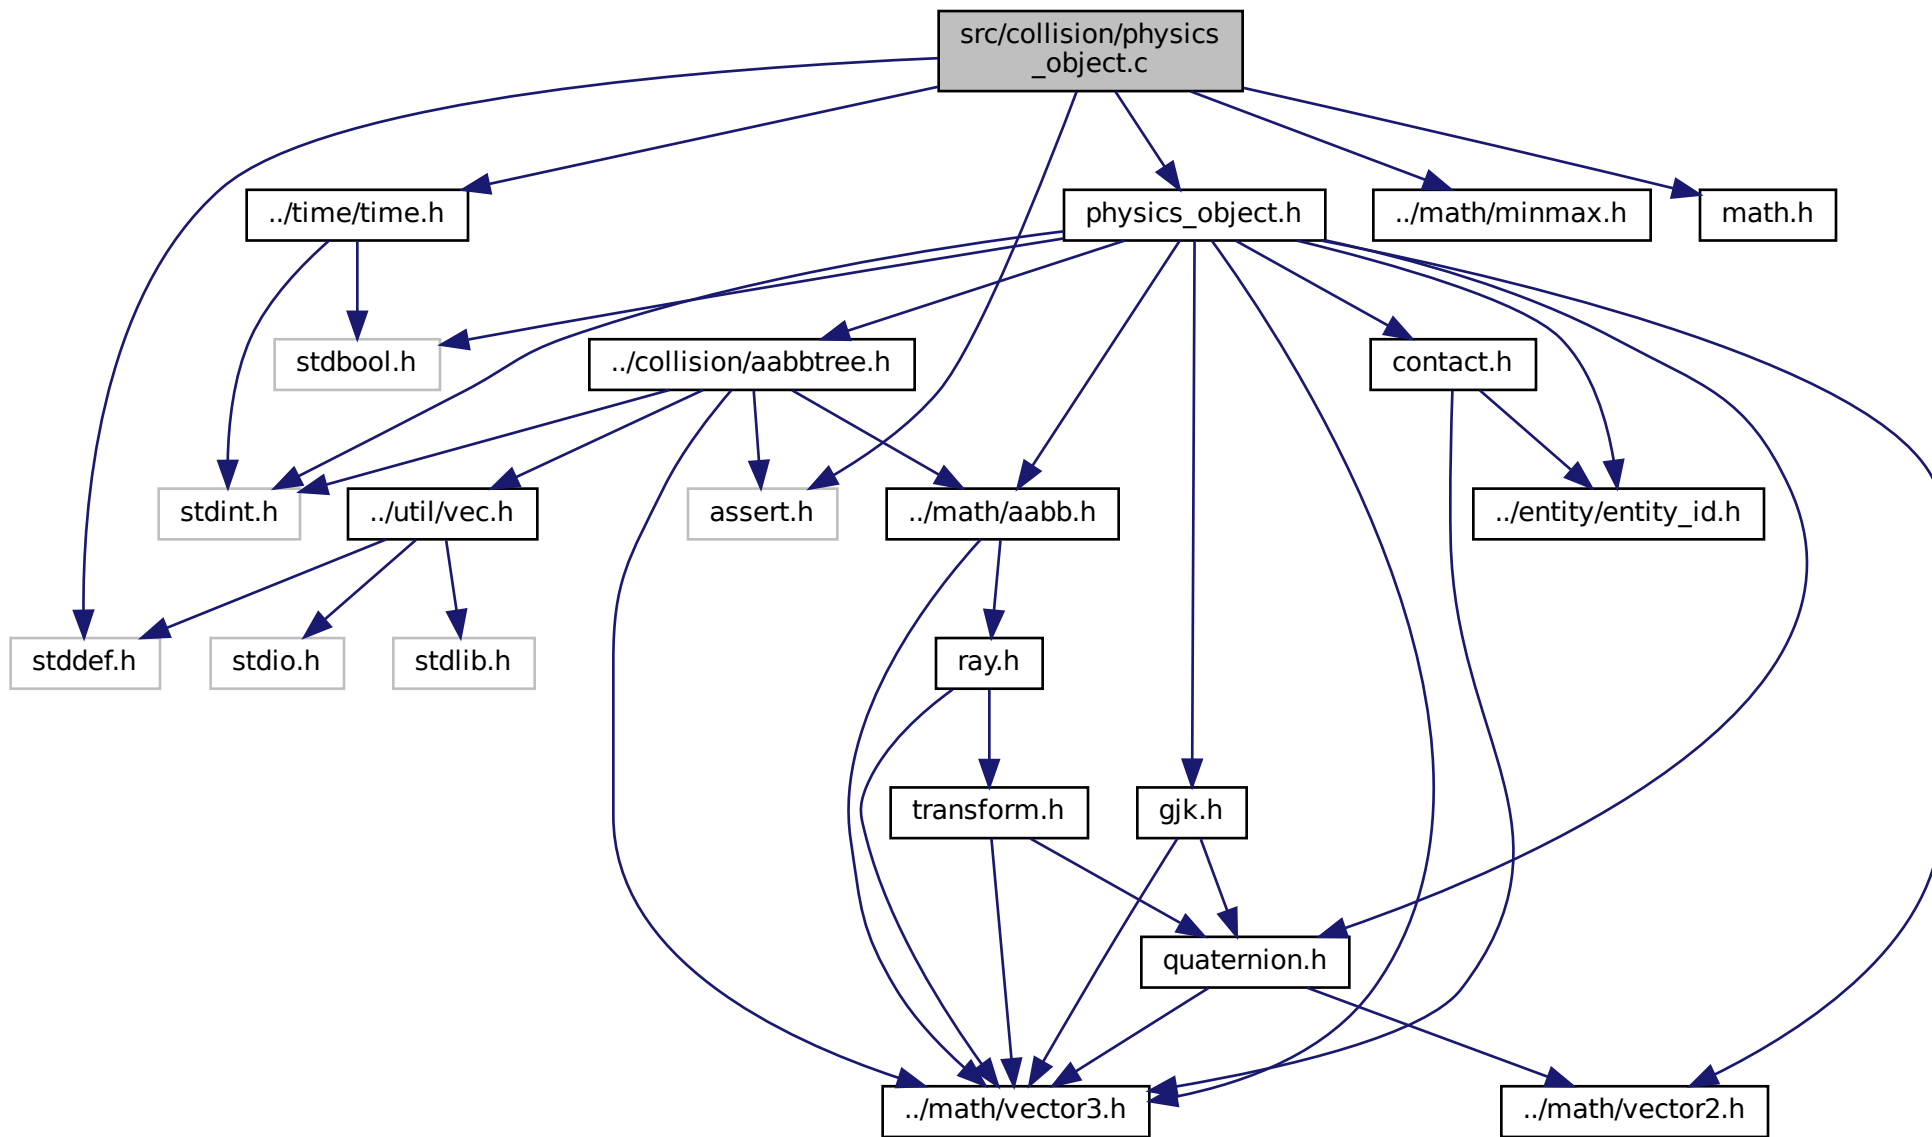 src/collision/physics
_object.c
../time/time.h
physics_object.h
../math/minmax.h
math.h
stdbool.h
../collision/aabbtree.h
contact.h
stdint.h
../util/vec.h
assert.h
../math/aabb.h
../entity/entity_id.h
stddef.h
stdio.h
stdlib.h
ray.h
transform.h
gjk.h
quaternion.h
../math/vector3.h
../math/vector2.h